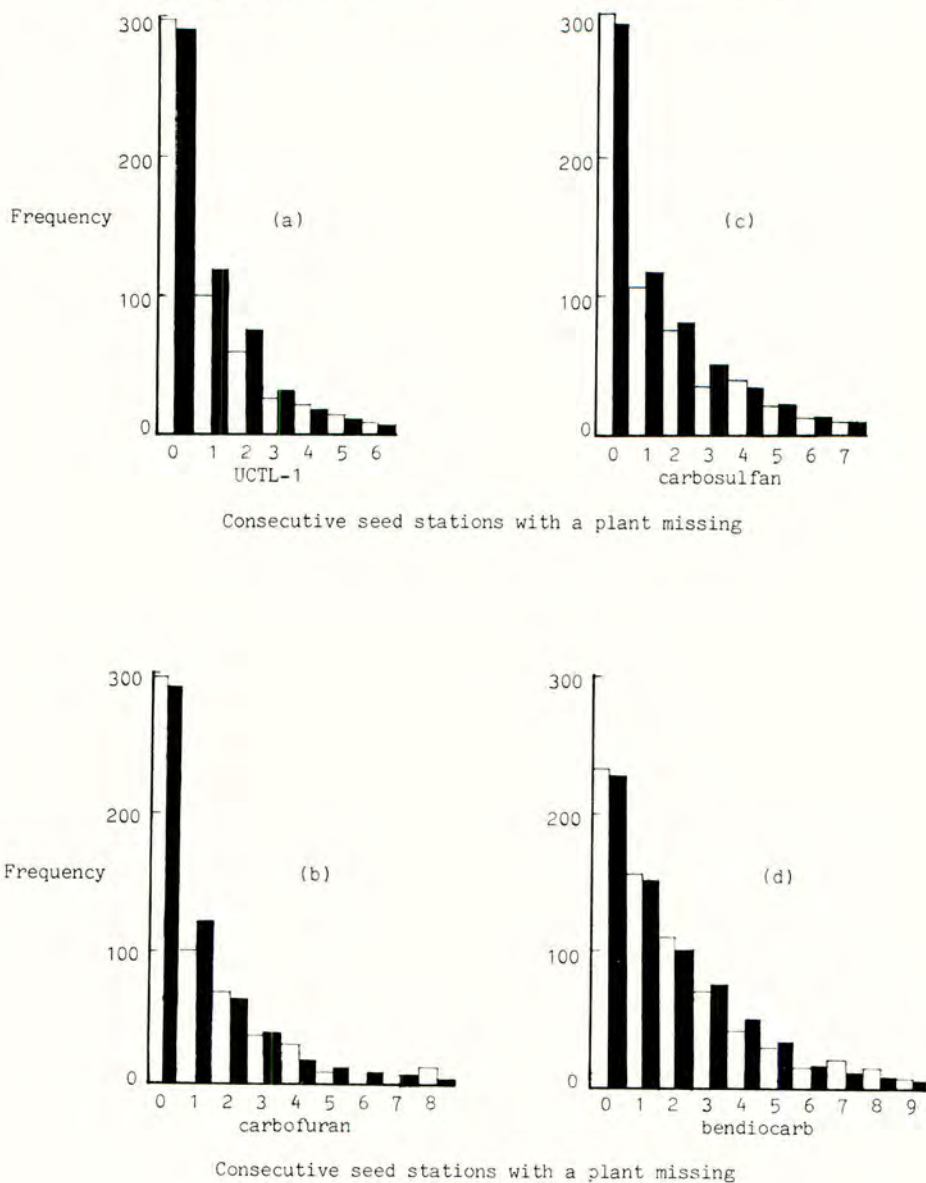 300
200
Frequency
(a)
100
0
0 1 2 3 4 5 6
UCTL-1
300
200
(c)
100
0
0 1 2 3 4 5 6 7
carbosulfan
Consecutive seed stations with a plant missing
300
200
Frequency
(b)
100
0
0 1 2 3 4 5 6 7 8
carbofuran
300
200
(d)
100
0
0 1 2 3 4 5 6 7 8 9
bendiocarb
Consecutive seed stations with a plant missing